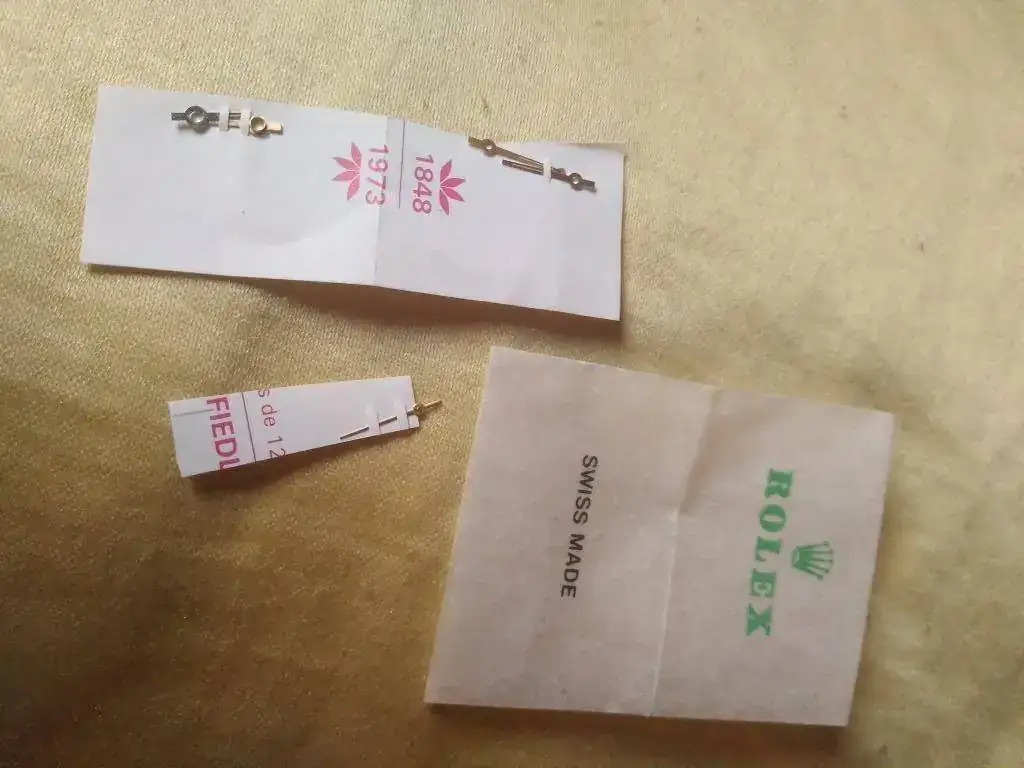 1848
1973
s de 12
FIEDL
ROLEX
SWISS MADE